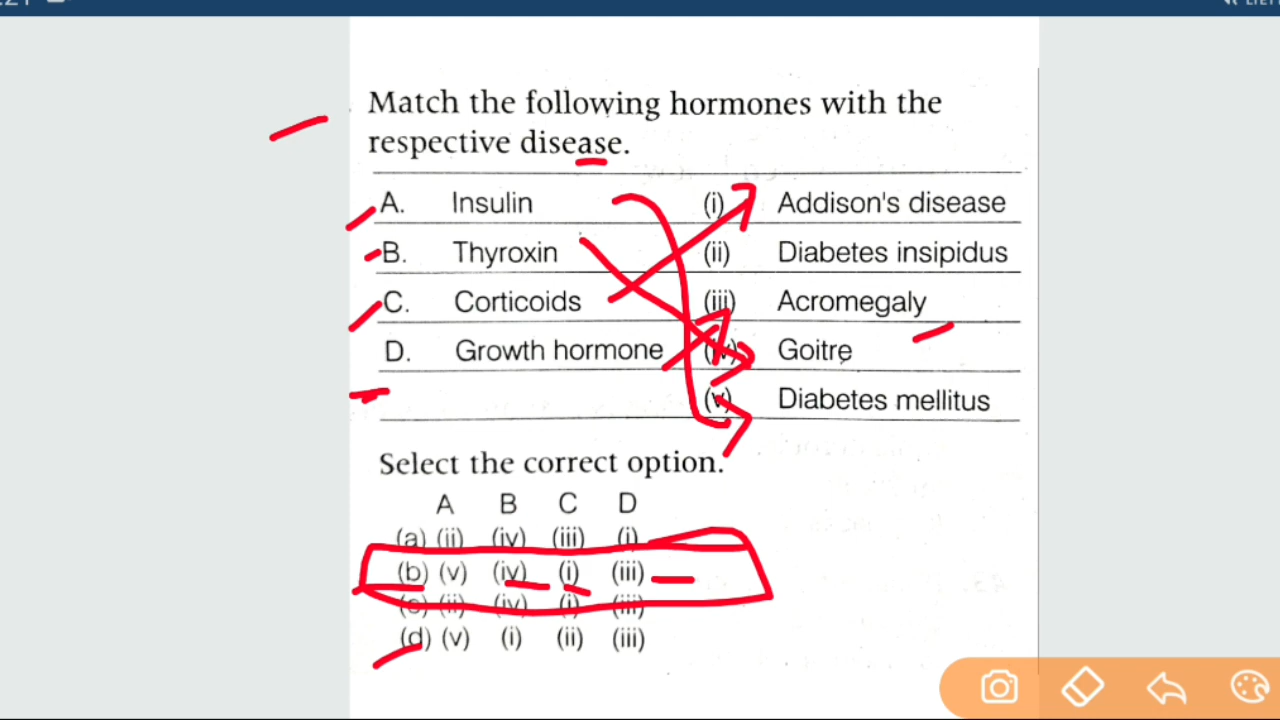 Match the following hormones with the
respective disease.
A. Insulin (i) Addison's disease
B. Thyroxin (ii) Diabetes insipidus
C. Corticoids (iii) Acromegaly
D. Growth hormone (iv) Goitre
(v) Diabetes mellitus
Select the correct option.
A B C D
(a) (ii) (iv) (iii) (i)
(b) (v) (iv) (i) (iii)
(c) (ii) (iv) (i) (iii)
(d) (v) (i) (ii) (iii)